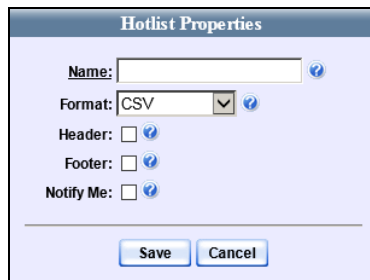 Hotlist Properties
Name:
Format: CSV
Header:
Footer:
Notify Me:
Save Cancel